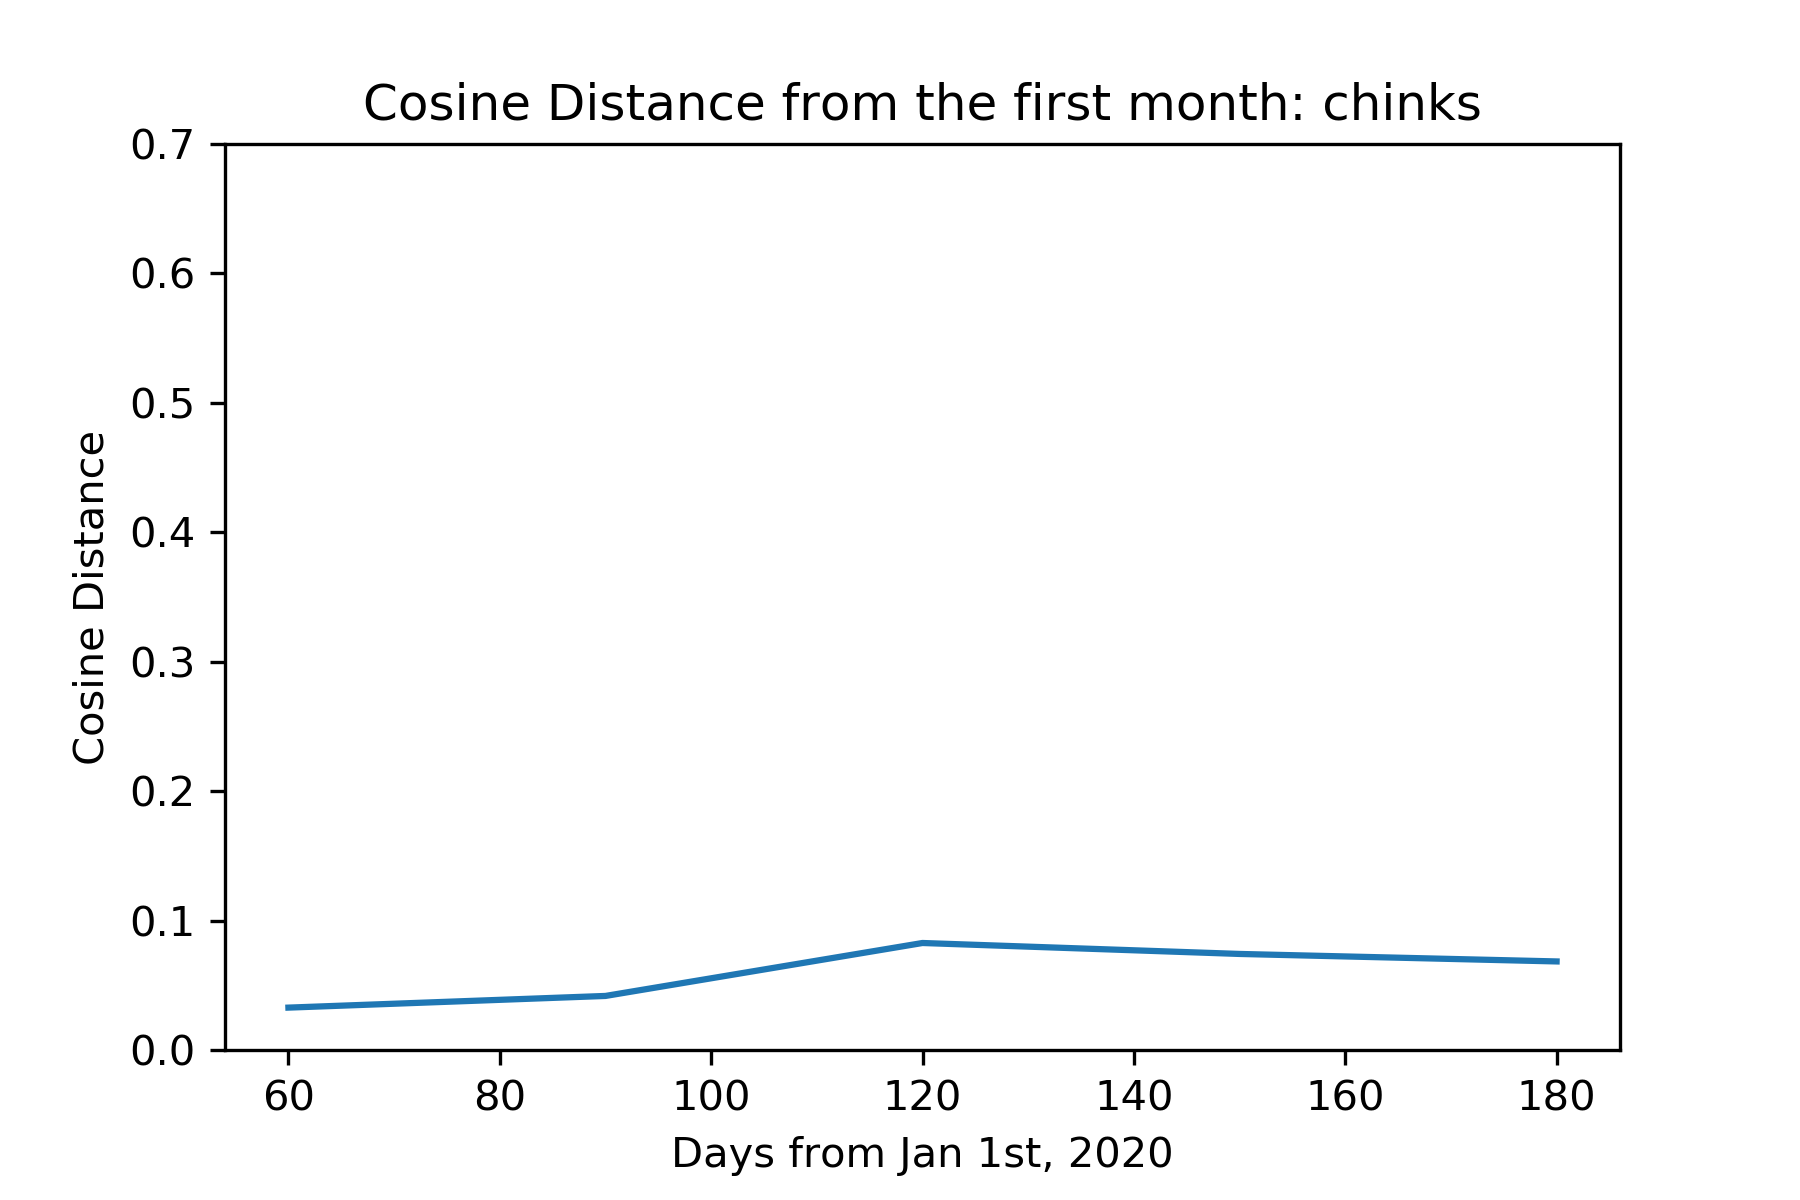 Cosine Distance from the first month: chinks
0.7
0.6
0.5
0.4
0.3
0.2
0.1
0.0
Cosine Distance
60 80 100 120 140 160 180
Days from Jan 1st, 2020